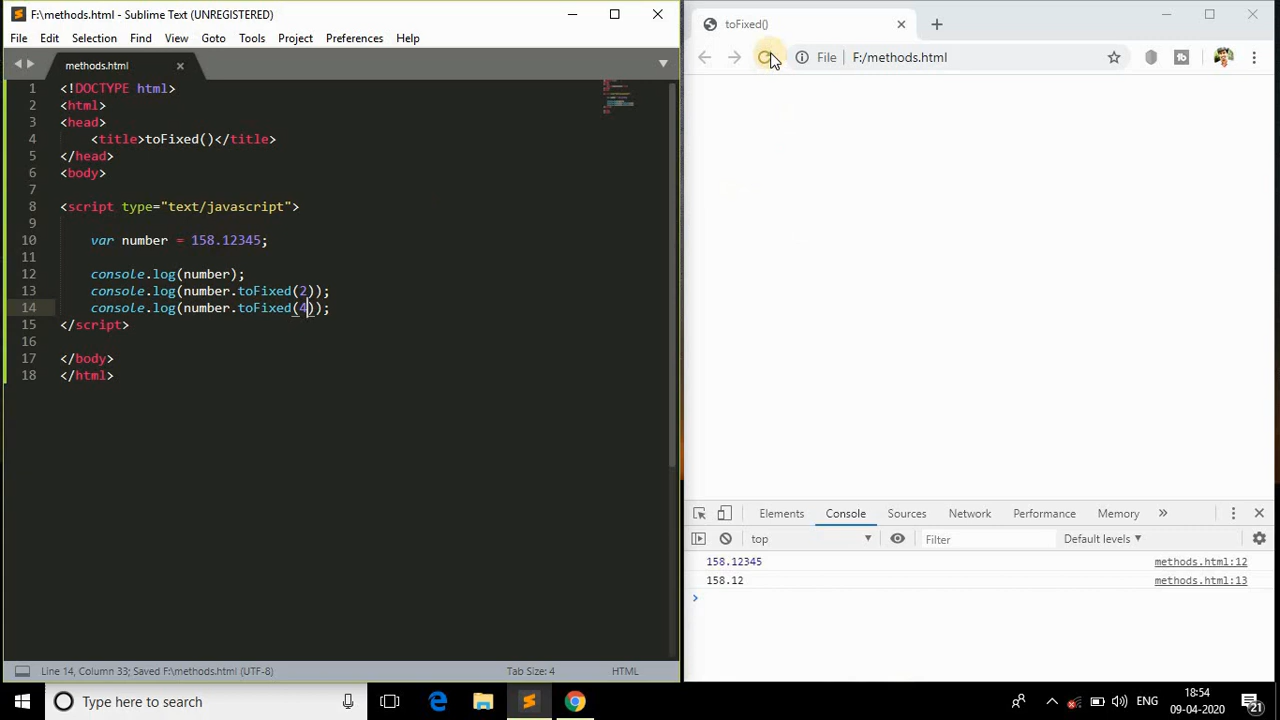 F:\methods.html - Sublime Text (UNREGISTERED)
File Edit Selection Find View Goto Tools Project Preferences Help
methods.html
1 <!DOCTYPE html>
2 <html>
3 <head>
4 <title>toFixed()</title>
5 </head>
6 <body>
7
8 <script type="text/javascript">
9
10 var number = 158.12345;
11
12 console.log(number);
13 console.log(number.toFixed(2));
14 console.log(number.toFixed(4));
15 </script>
16
17 </body>
18 </html>
Line 14, Column 33; Saved F:\methods.html (UTF-8) Tab Size: 4 HTML
toFixed()
File F:/methods.html
Elements Console Sources Network Performance Memory
top Filter Default levels
158.12345 methods.html:12
158.12 methods.html:13
Type here to search
ENG
18:54
09-04-2020
21